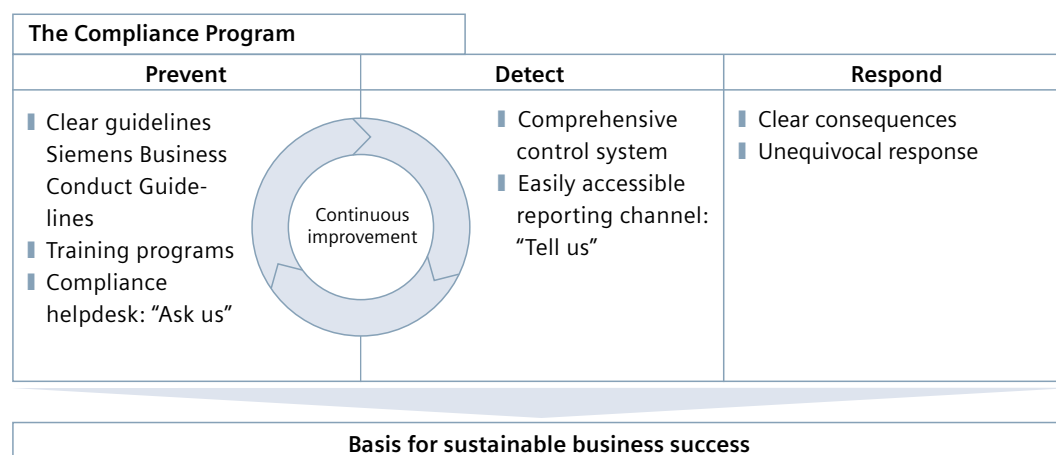 The Compliance Program
Prevent
Detect
Respond
Clear guidelines
Siemens Business
Conduct Guide-
lines
Training programs
Compliance
helpdesk: “Ask us”
Continuous
improvement
Comprehensive
control system
Easily accessible
reporting channel:
“Tell us”
Clear consequences
Unequivocal response
Basis for sustainable business success